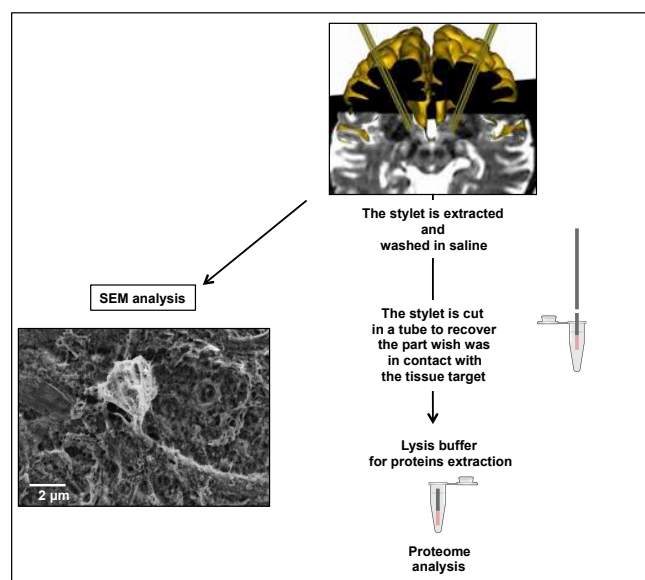 The stylet is extracted
and
washed in saline
SEM analysis
The stylet is cut
in a tube to recover
the part wish was
in contact with
the tissue target
2 µm
Lysis buffer
for proteins extraction
Proteome
analysis